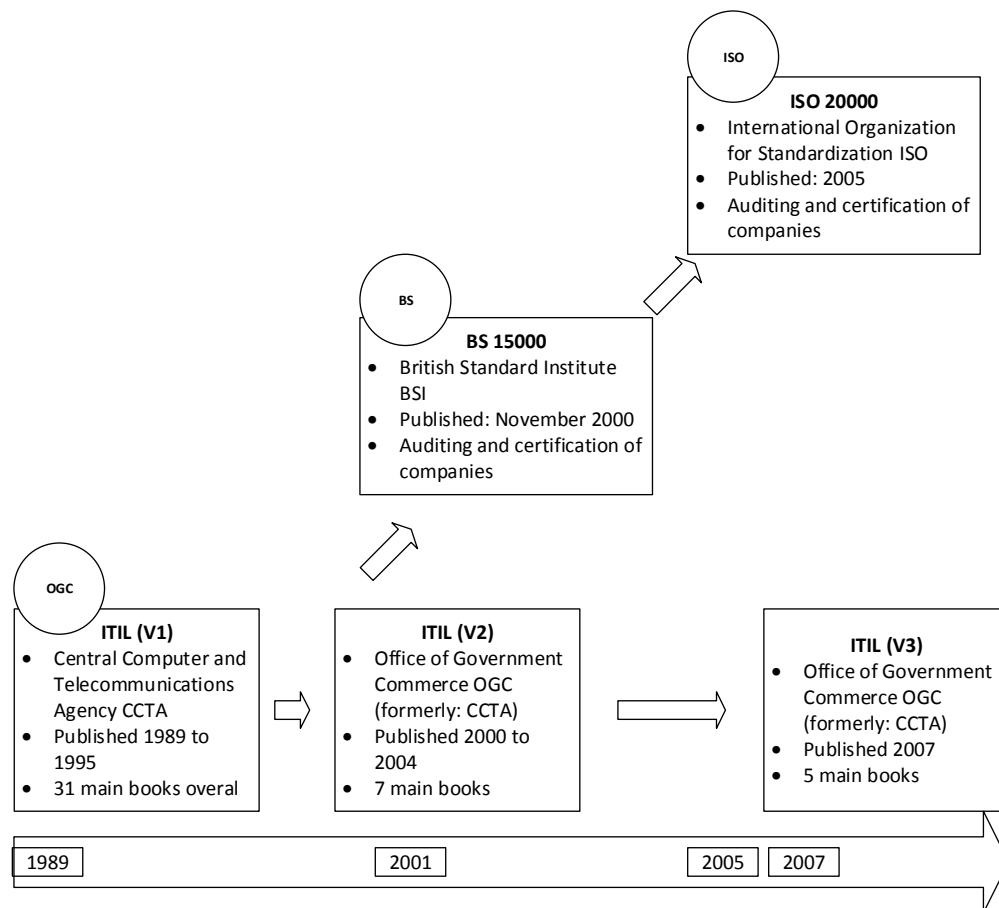 ISO
ISO 20000
• International Organization
for Standardization ISO
• Published: 2005
• Auditing and certification of
companies
BS
BS 15000
• British Standard Institute
BSI
• Published: November 2000
• Auditing and certification of
companies
OGC
ITIL (V1)
• Central Computer and
Telecommunications
Agency CCTA
• Published 1989 to
1995
• 31 main books overal
ITIL (V2)
• Office of Government
Commerce OGC
(formerly: CCTA)
• Published 2000 to
2004
• 7 main books
ITIL (V3)
• Office of Government
Commerce OGC
(formerly: CCTA)
• Published 2007
• 5 main books
1989
2001
2005
2007